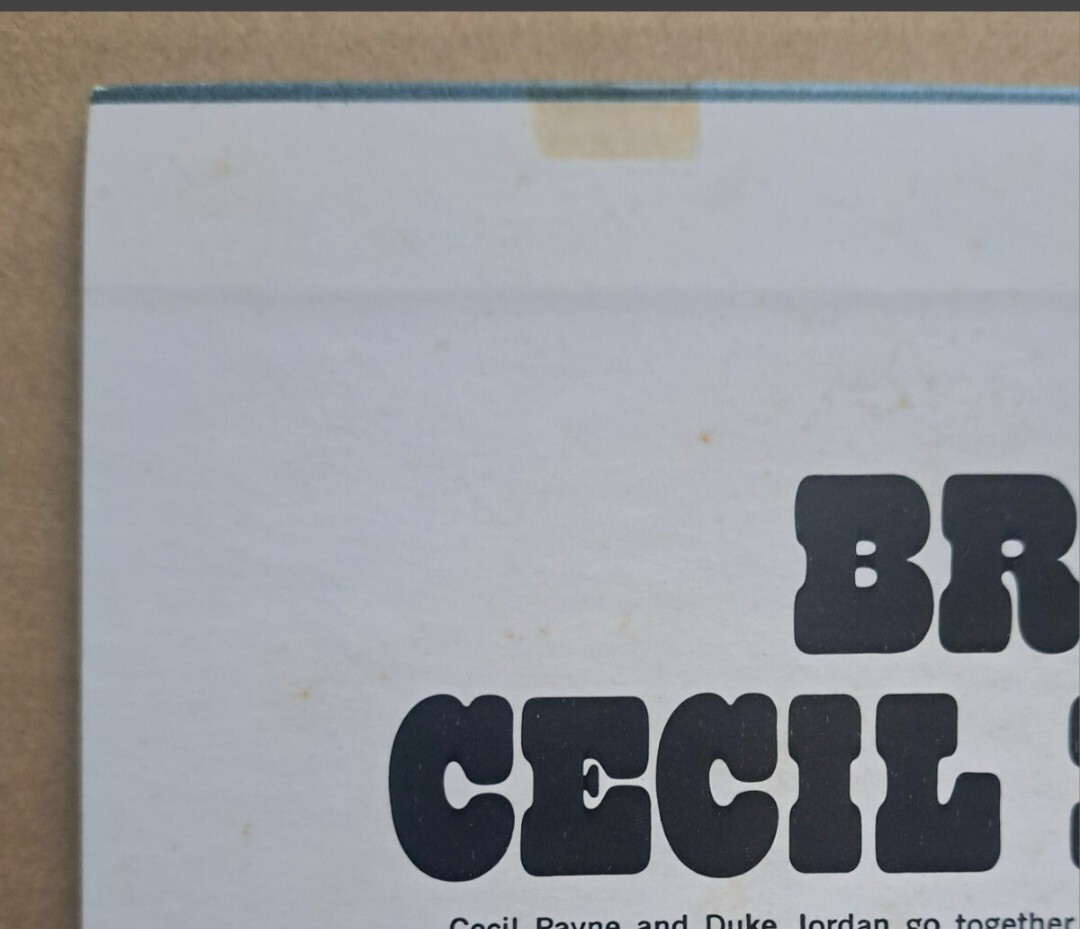 BR
CECIL
Cecil Payne and Duke Jordan go together